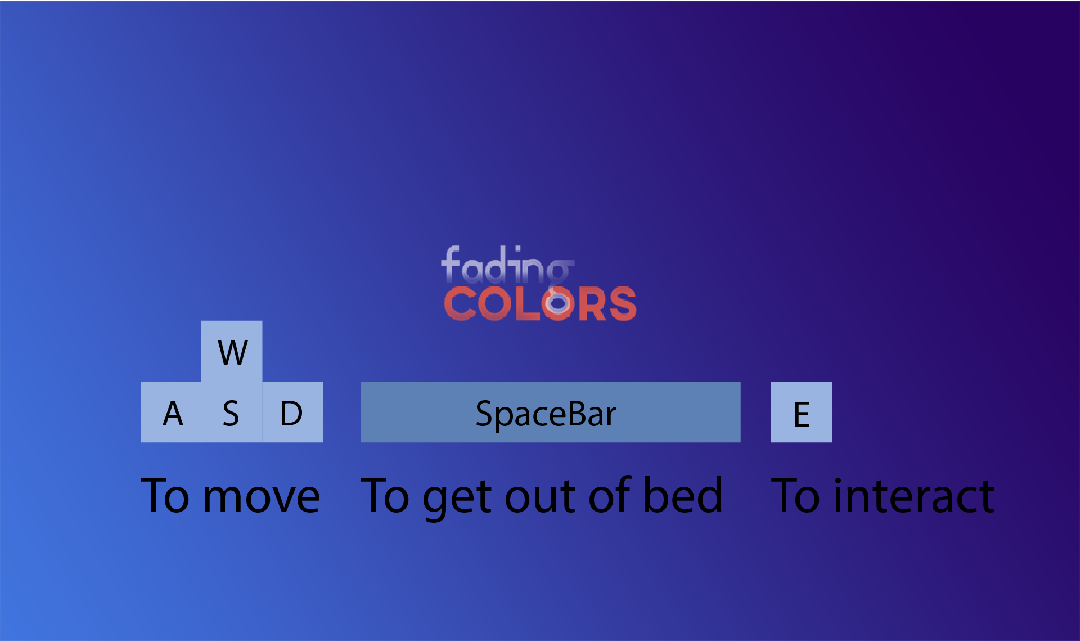 fading
COLORS
W
A S D
SpaceBar
E
To move
To get out of bed
To interact